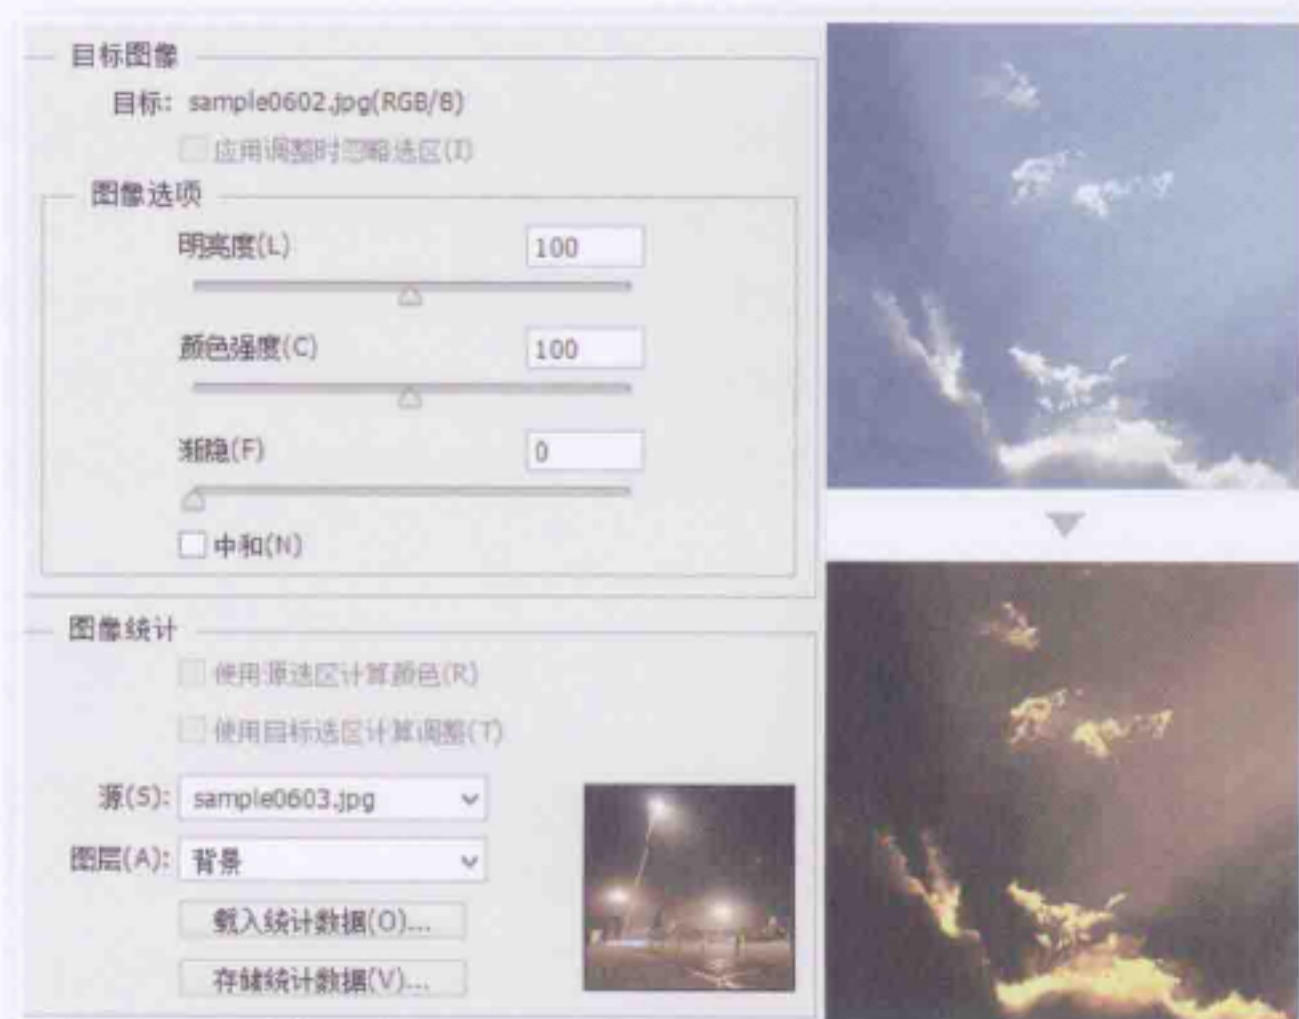 目标图像
目标: sample0602.jpg(RGB/8)
应用调整时忽略选区(I)
图像选项
明亮度(L)
100
颜色强度(C)
100
渐隐(F)
0
中和(N)
图像统计
使用源选区计算颜色(R)
使用目标选区计算调整(T)
源(S): sample0603.jpg
图层(A): 背景
载入统计数据(O)...
存储统计数据(V)...